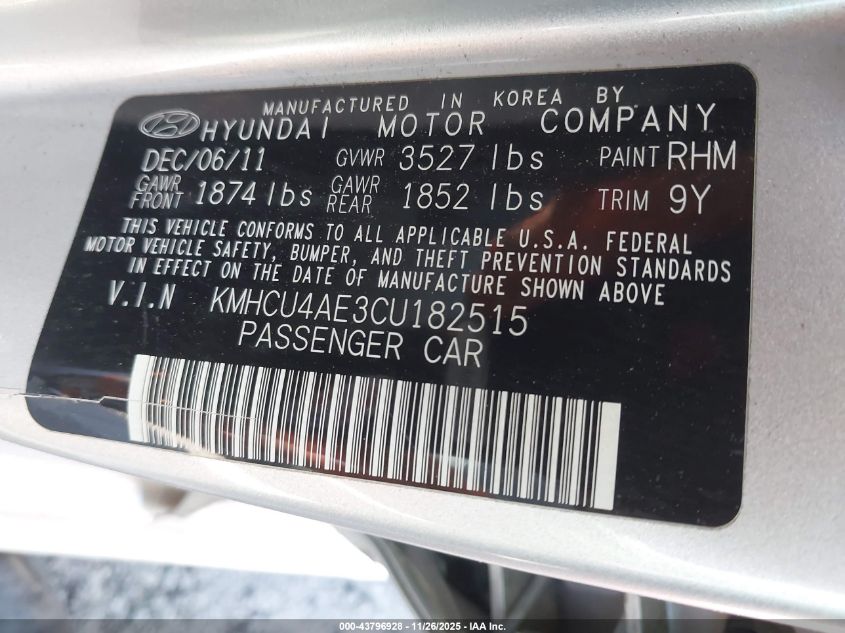 MANUFACTURED IN KOREA BY
HYUNDAI MOTOR COMPANY
DEC/06/11 GVWR 3527 lbs PAINT RHM
GAWR FRONT 1874 lbs GAWR REAR 1852 lbs TRIM 9Y
THIS VEHICLE CONFORMS TO ALL APPLICABLE U.S.A. FEDERAL
MOTOR VEHICLE SAFETY, BUMPER, AND THEFT PREVENTION STANDARDS
IN EFFECT ON THE DATE OF MANUFACTURE SHOWN ABOVE.
V.I.N KMHCU4AE3CU182515
PASSENGER CAR
000-43796928 - 11/26/2025 - IAA Inc.